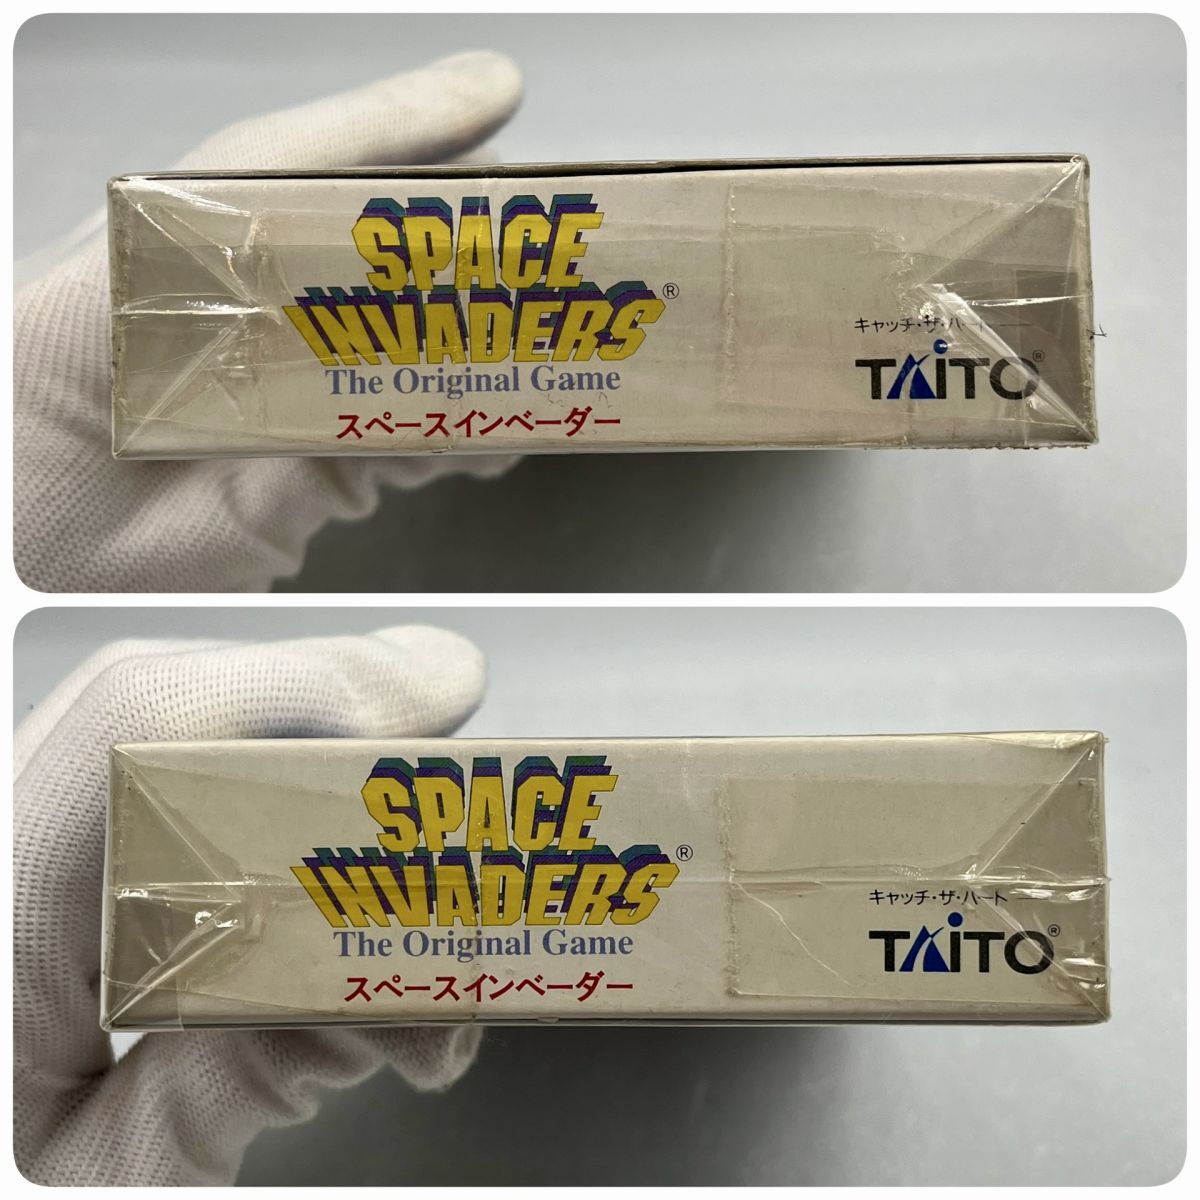 SPACE
INVADERS®
The Original Game
スペースインベーダー
キャッチ・ザ・ハート
TAITO®
SPACE
INVADERS®
The Original Game
スペースインベーダー
キャッチ・ザ・ハート
TAITO®